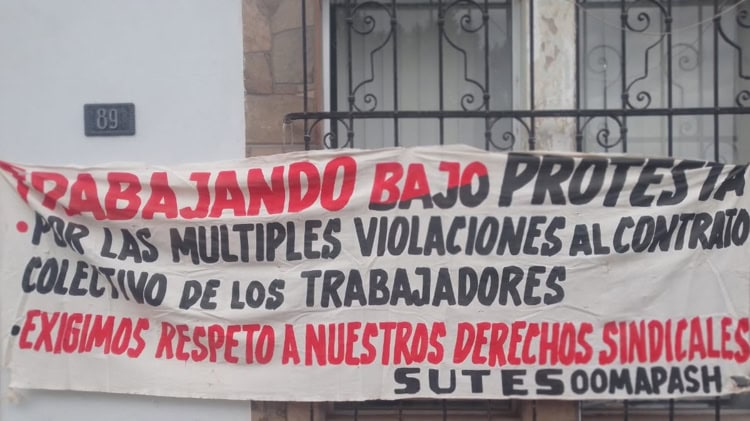 89
TRABAJANDO BAJO PROTESTA
• POR LAS MULTIPLES VIOLACIONES AL CONTRATO
COLECTIVO DE LOS TRABAJADORES
• EXIGIMOS RESPETO A NUESTROS DERECHOS SINDICALES
SUTESOOMAPASH